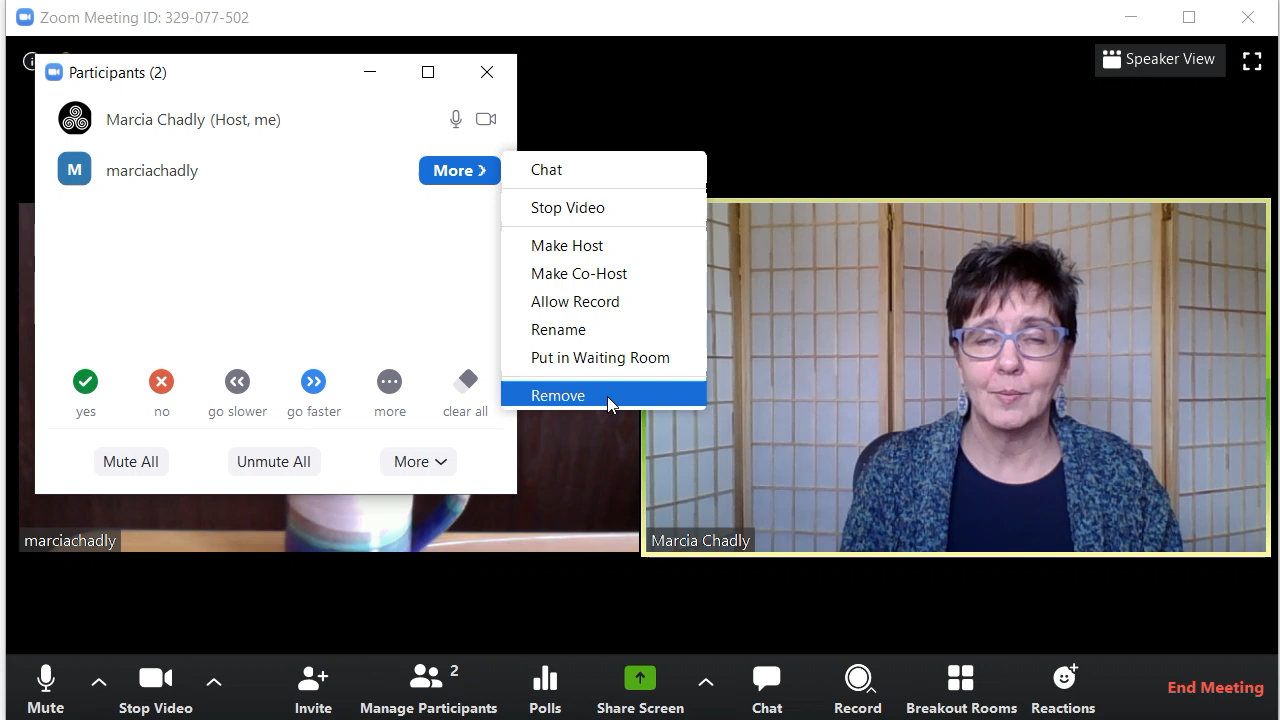 Zoom Meeting ID: 329-077-502
Speaker View
Participants (2)
Marcia Chadly (Host, me)
M marciachadly More
Chat
Stop Video
Make Host
Make Co-Host
Allow Record
Rename
Put in Waiting Room
Remove
yes no go slower go faster more clear all
Mute All Unmute All More
marciachadly
Marcia Chadly
2
Mute Stop Video Invite Manage Participants Polls Share Screen Chat Record Breakout Rooms Reactions End Meeting